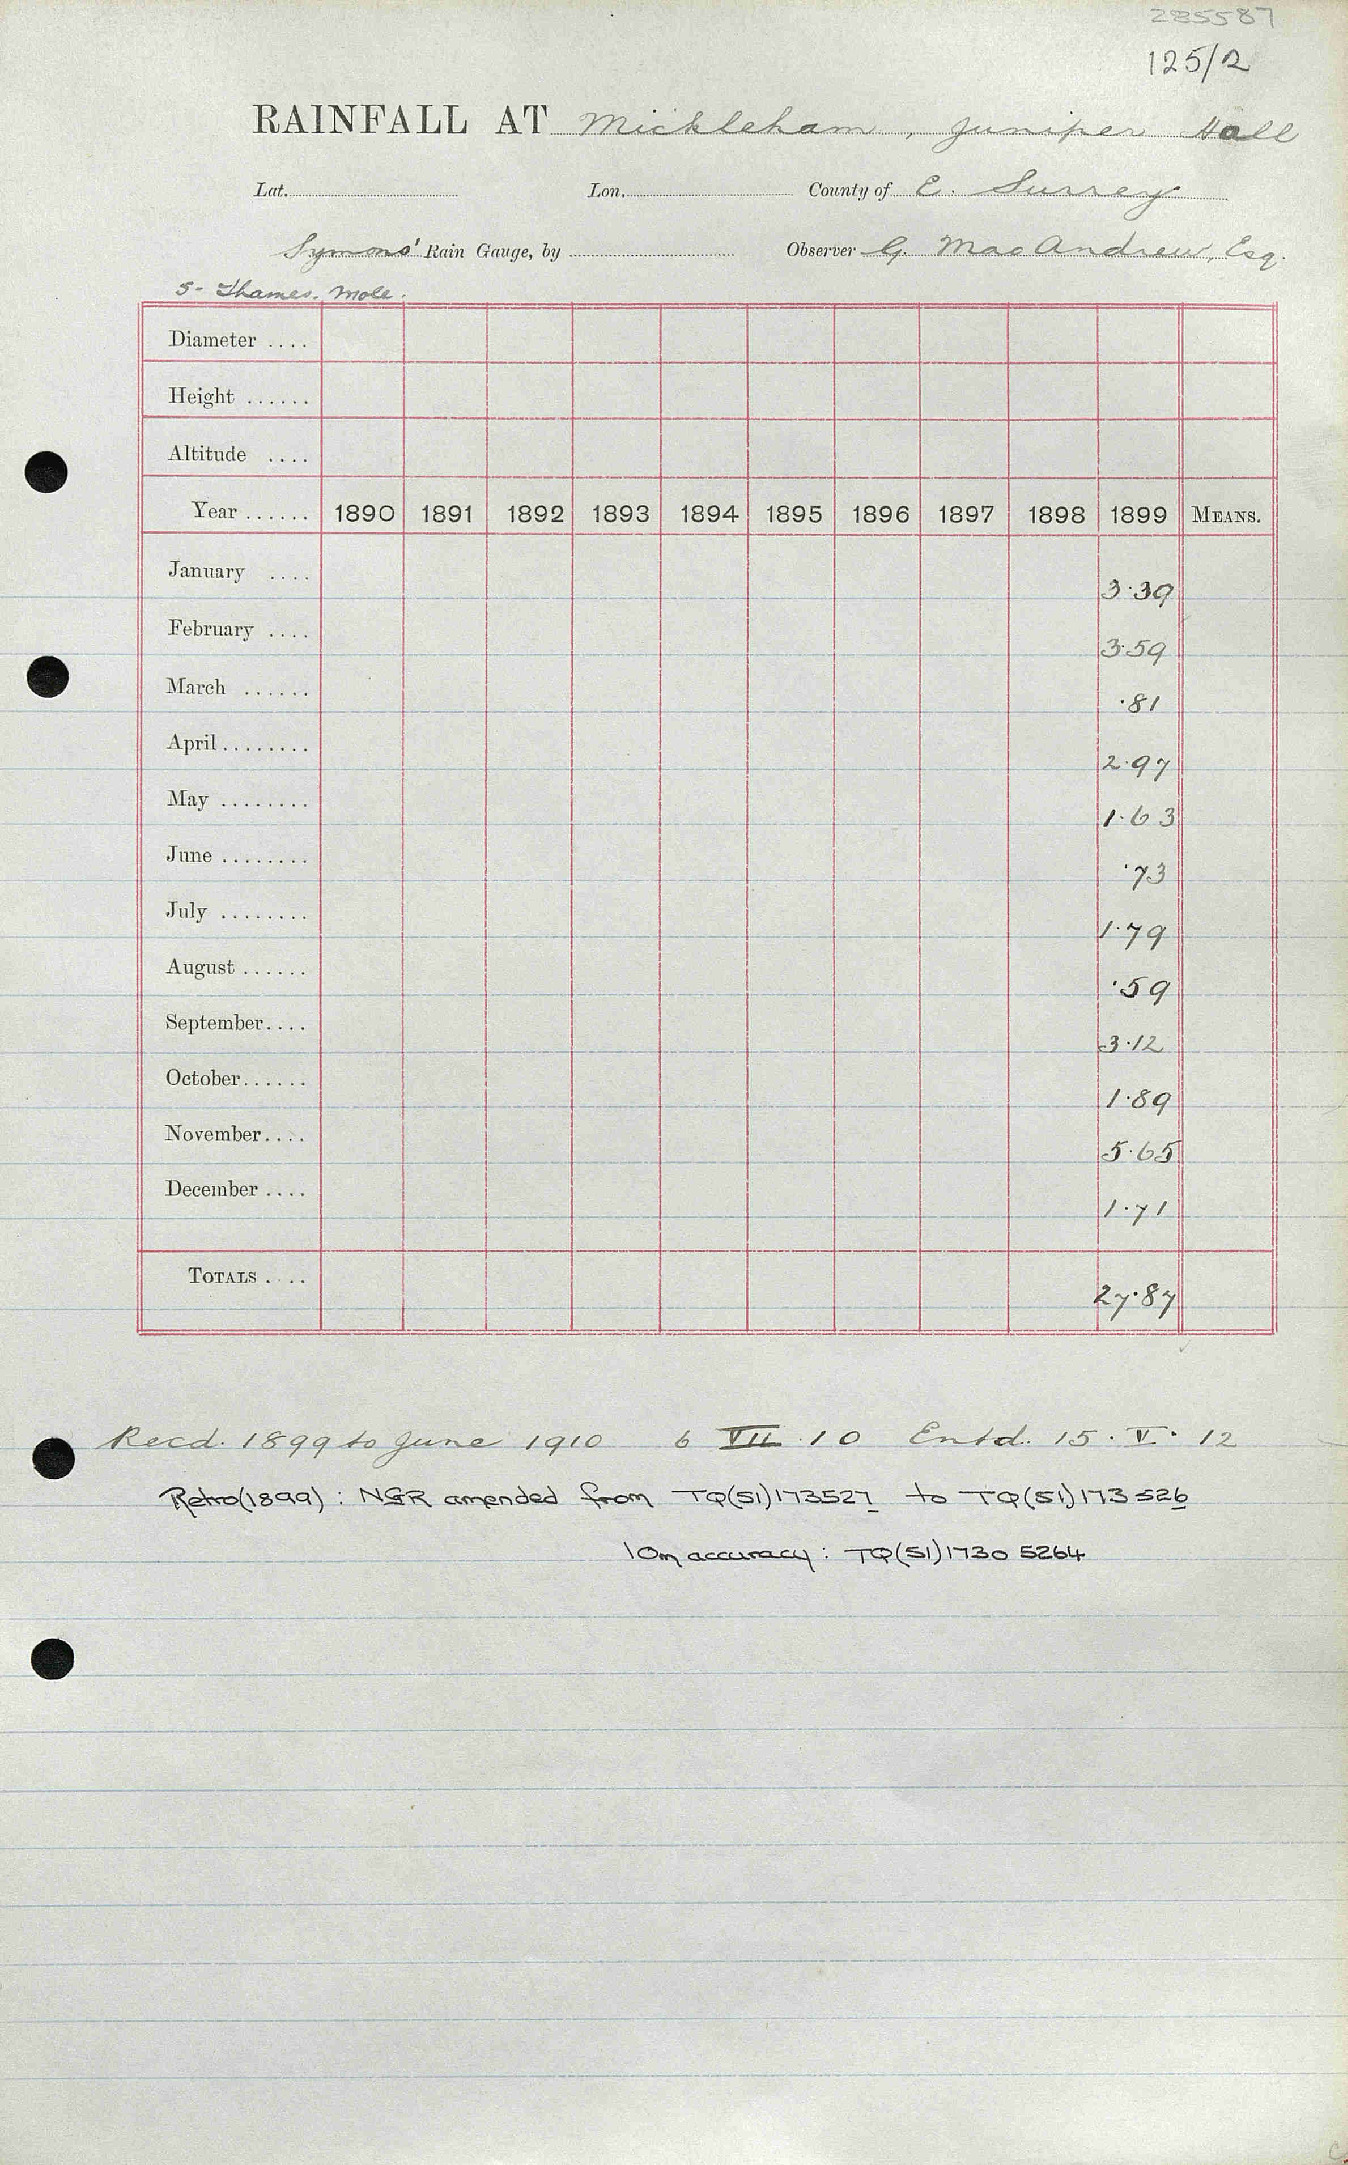 285587
125/2
RAINFALL AT Mickleham, Juniper Hall
Lat. Lon. County of E. Surrey
Symons' Rain Gauge, by Observer G. MacAndrew, Esq.
5- Thames. Mole.
Diameter ....
Height ......
Altitude ....
Year ...... 1890 1891 1892 1893 1894 1895 1896 1897 1898 1899 MEANS.
January .... 3.39
February .... 3.59
March ...... .81
April ........ 2.97
May ........ 1.63
June ........ .73
July ........ 1.79
August ...... .59
September .... 3.12
October ...... 1.89
November .... 5.65
December .... 1.71
TOTALS .... 27.87
Recd. 1899 to June 1910 6 VII 10 Entd. 15. V. 12
Retro(1899) : NGR amended from TQ(51)173527 to TQ(51)173526
10m accuracy : TQ(51)1730 5264